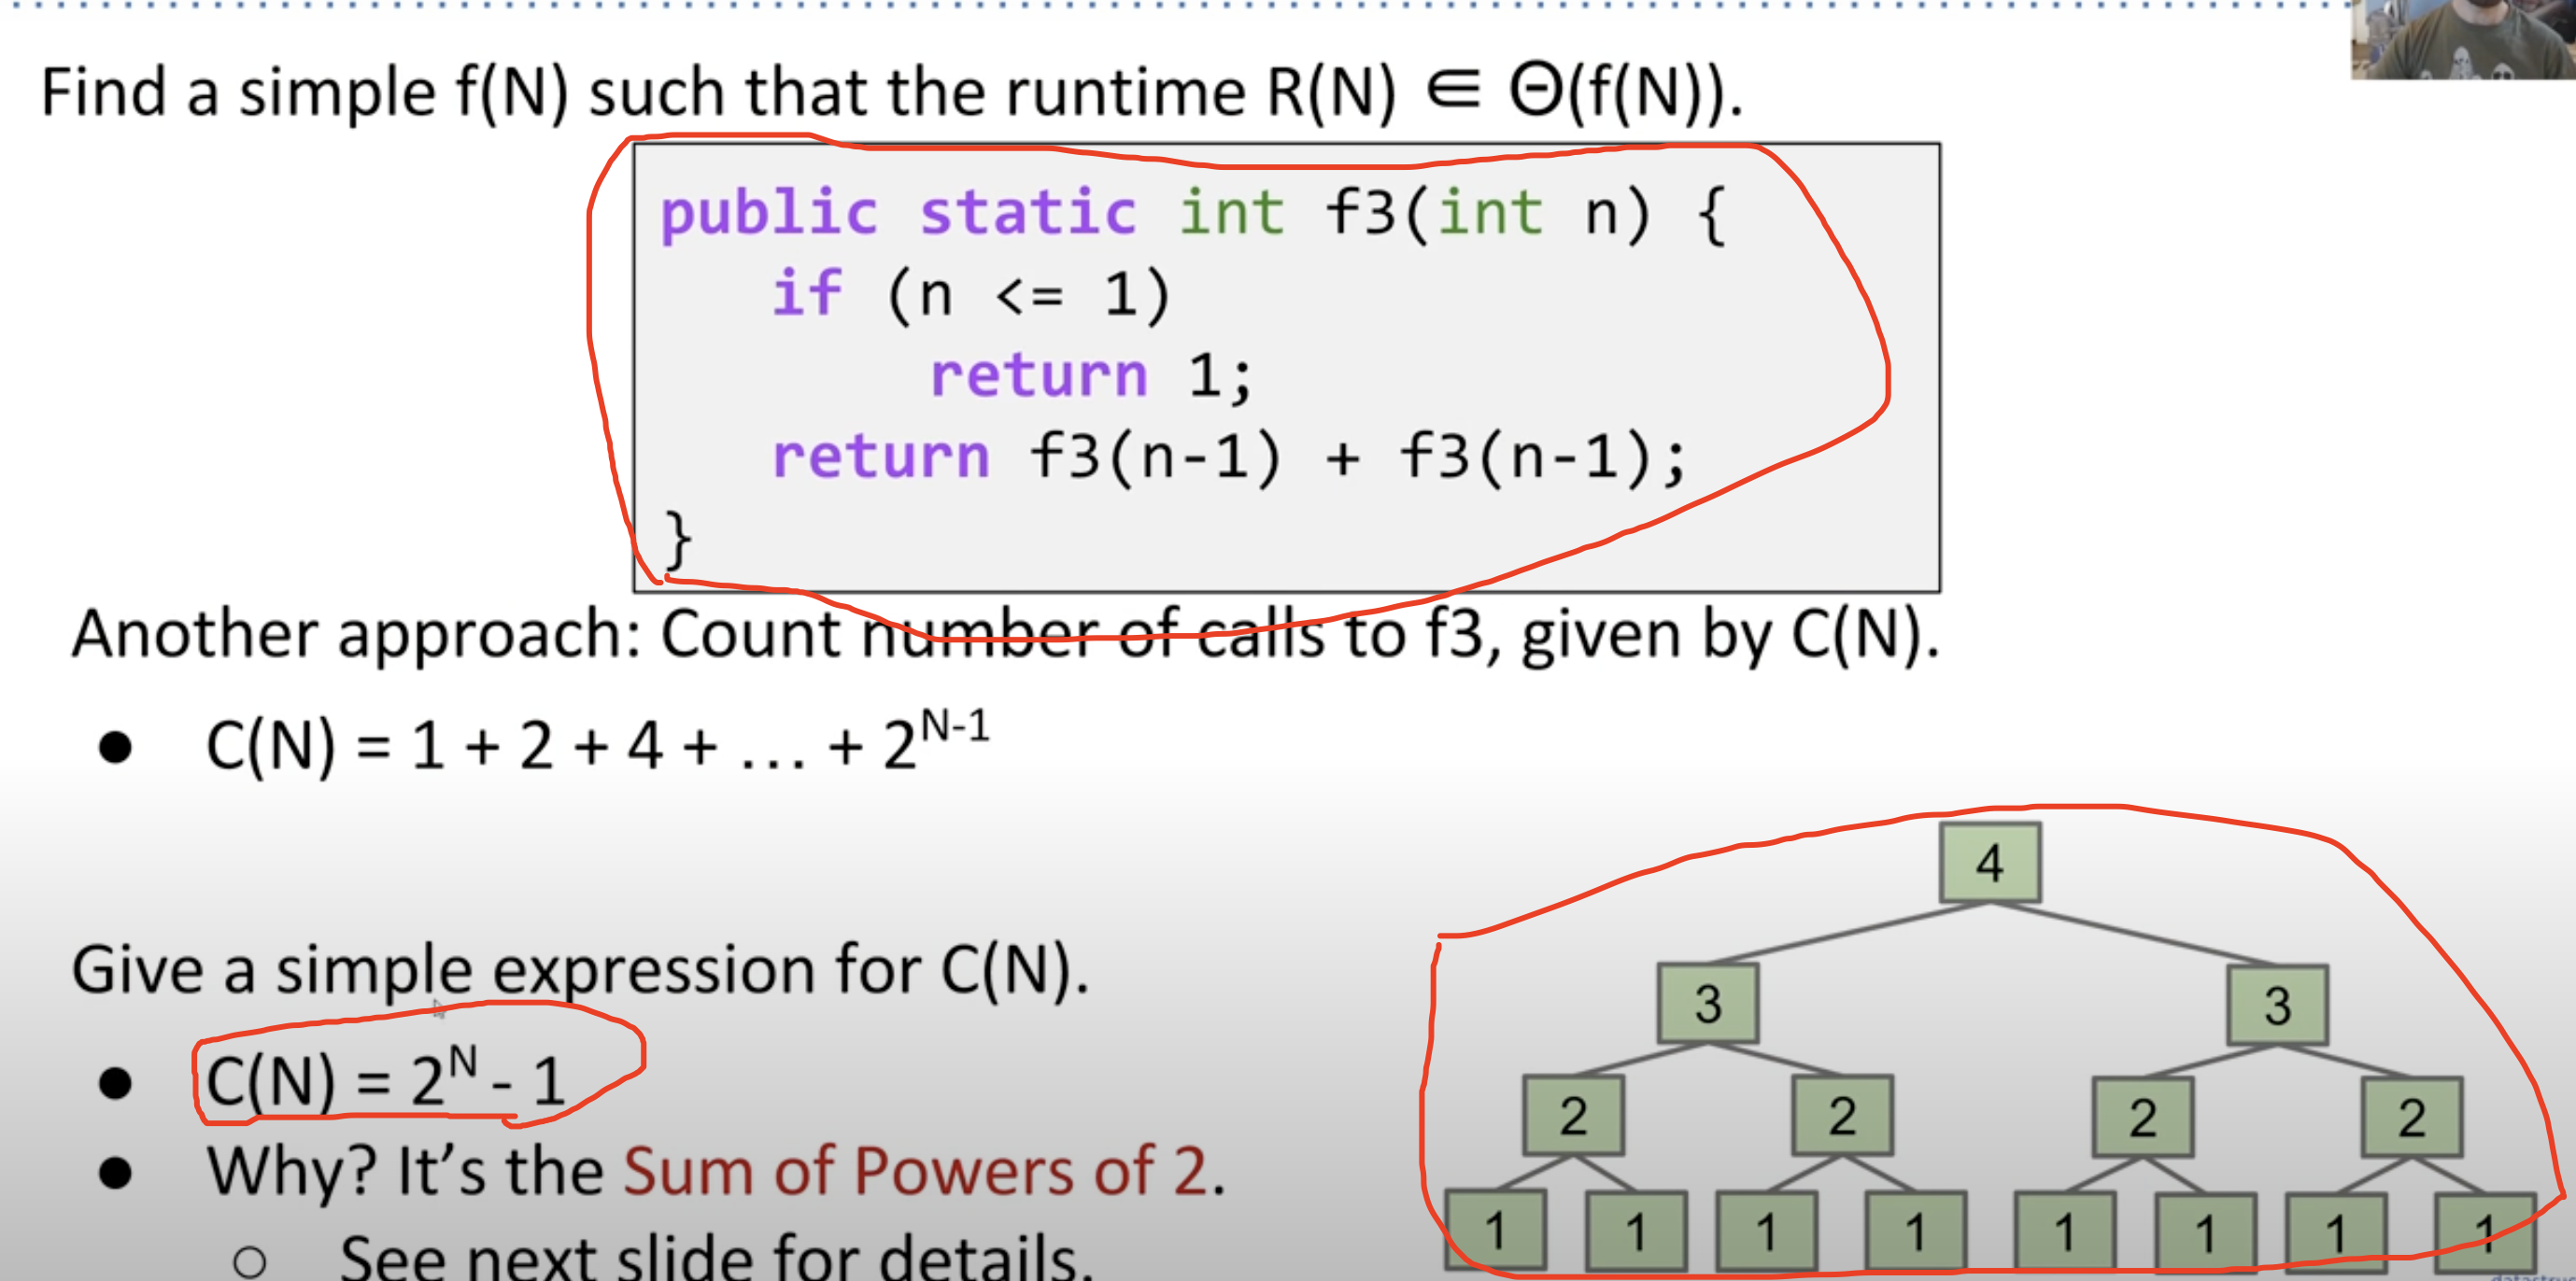 Find a simple f(N) such that the runtime R(N) ∈ Θ(f(N)).
public static int f3(int n) {
if (n <= 1)
return 1;
return f3(n-1) + f3(n-1);
}
Another approach: Count number of calls to f3, given by C(N).
● C(N) = 1 + 2 + 4 + … + 2^{N-1}
Give a simple expression for C(N).
● C(N) = 2^N - 1
● Why? It’s the Sum of Powers of 2.
○ See next slide for details.
4
3 3
2 2 2 2
1 1 1 1 1 1 1 1